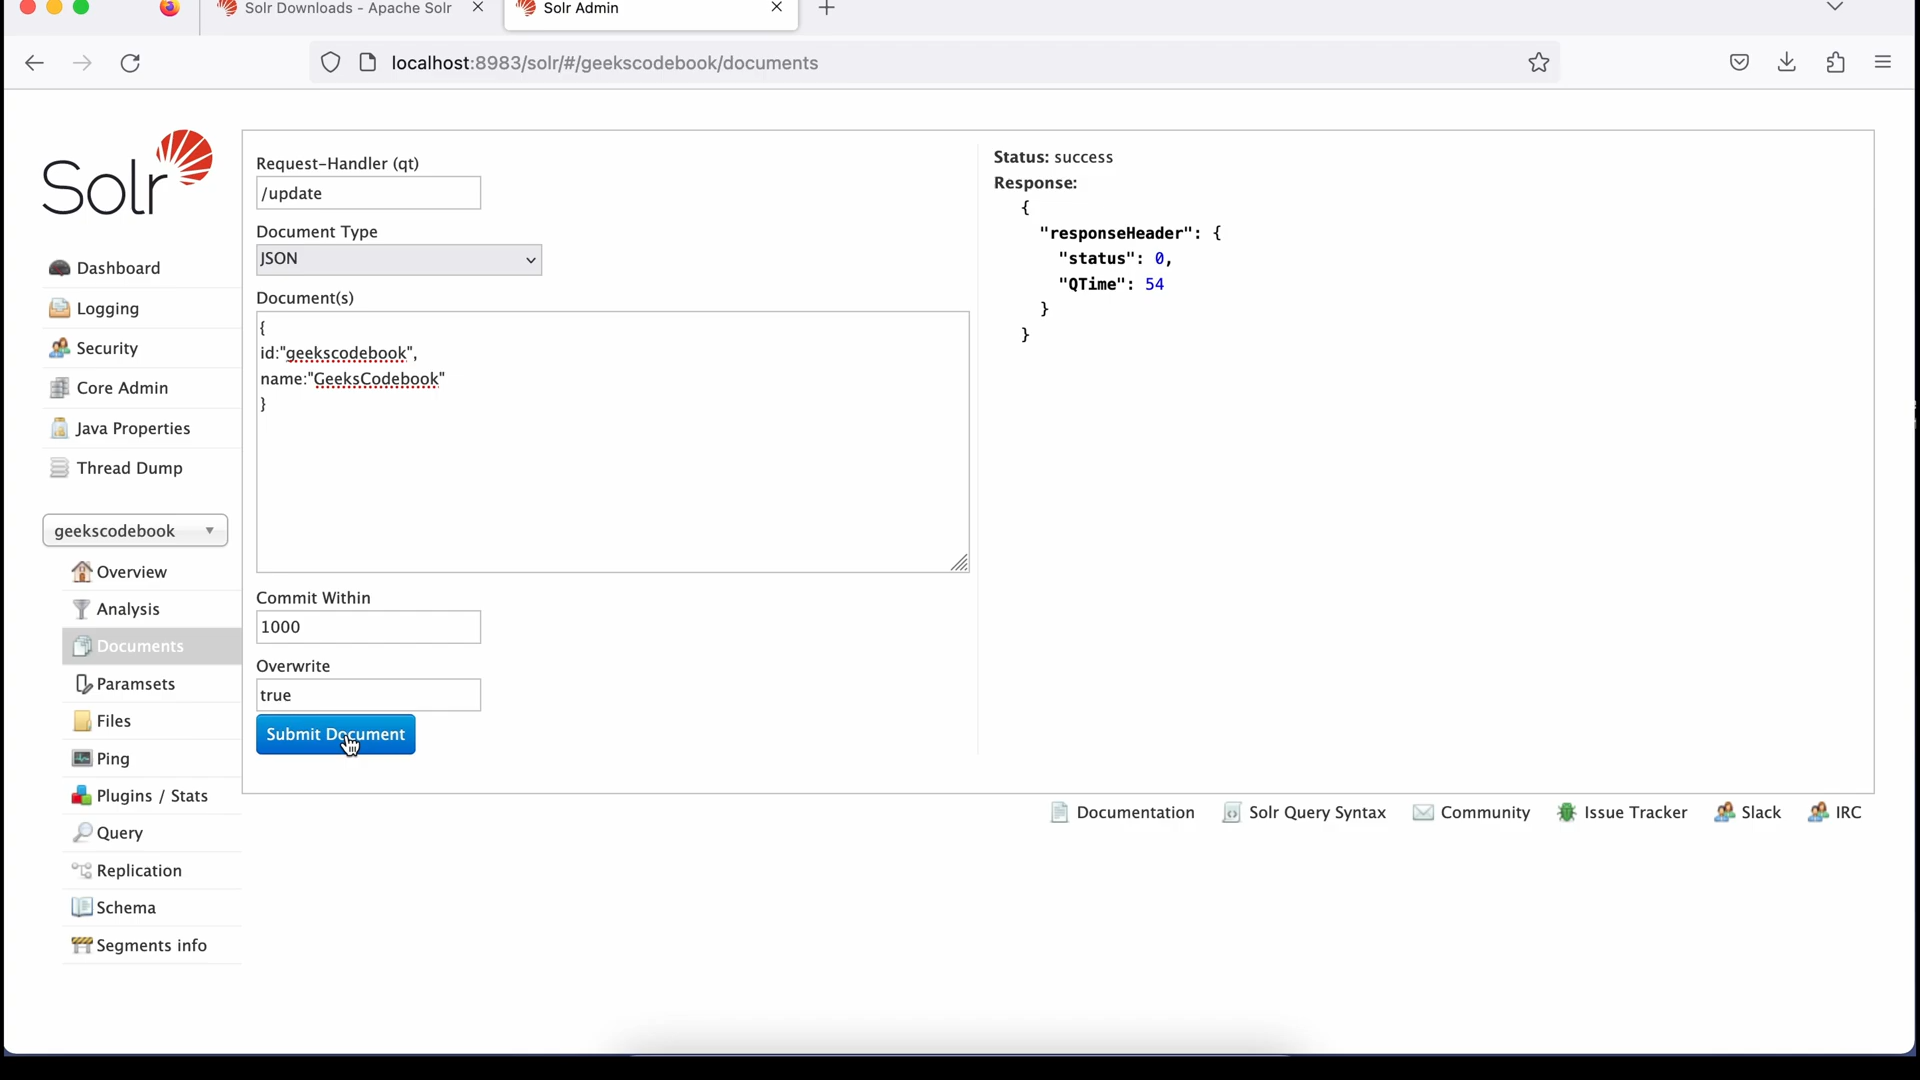 Solr Downloads - Apache Solr
Solr Admin
localhost:8983/solr/#/geekscodebook/documents
Solr
Dashboard
Logging
Security
Core Admin
Java Properties
Thread Dump
geekscodebook
Overview
Analysis
Documents
Paramsets
Files
Ping
Plugins / Stats
Query
Replication
Schema
Segments info
Request-Handler (qt)
/update
Document Type
JSON
Document(s)
{
id:"geekscodebook",
name:"GeeksCodebook"
}
Commit Within
1000
Overwrite
true
Submit Document
Status: success
Response:
{
"responseHeader": {
"status": 0,
"QTime": 54
}
}
Documentation
Solr Query Syntax
Community
Issue Tracker
Slack
IRC